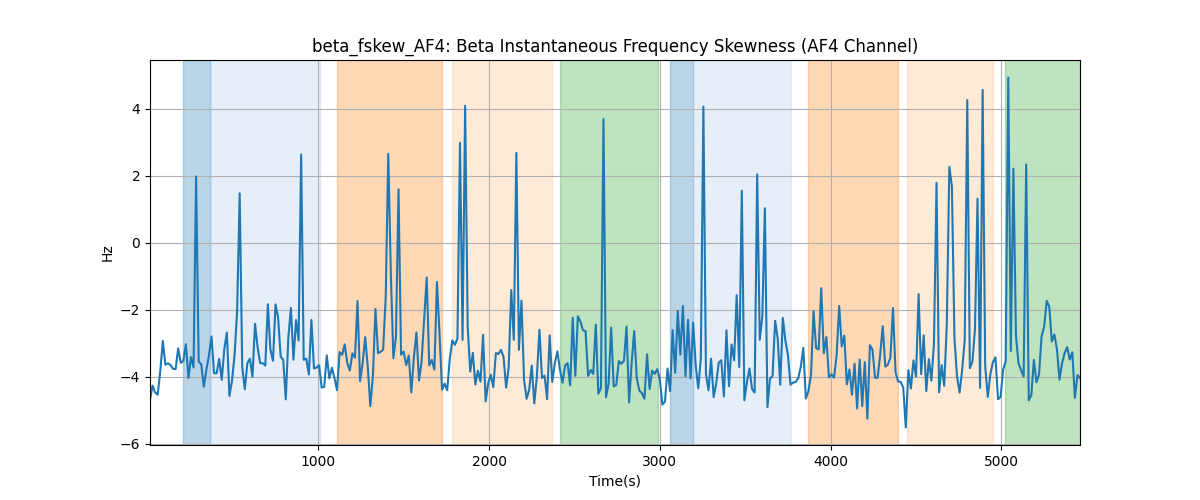 beta_fskew_AF4: Beta Instantaneous Frequency Skewness (AF4 Channel)
4
2
0
−2
−4
−6
Hz
1000 2000 3000 4000 5000
Time(s)